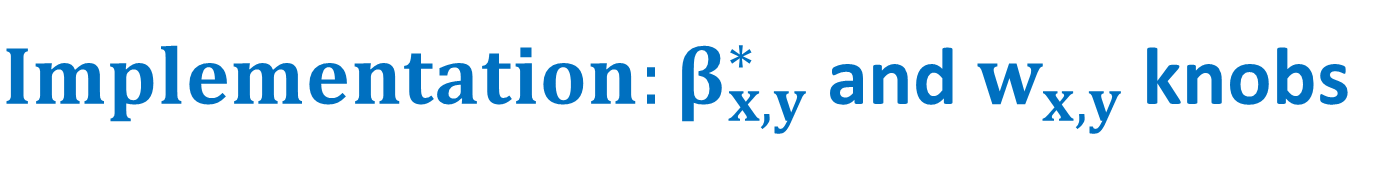 Implementation: β*x,y and wx,y knobs